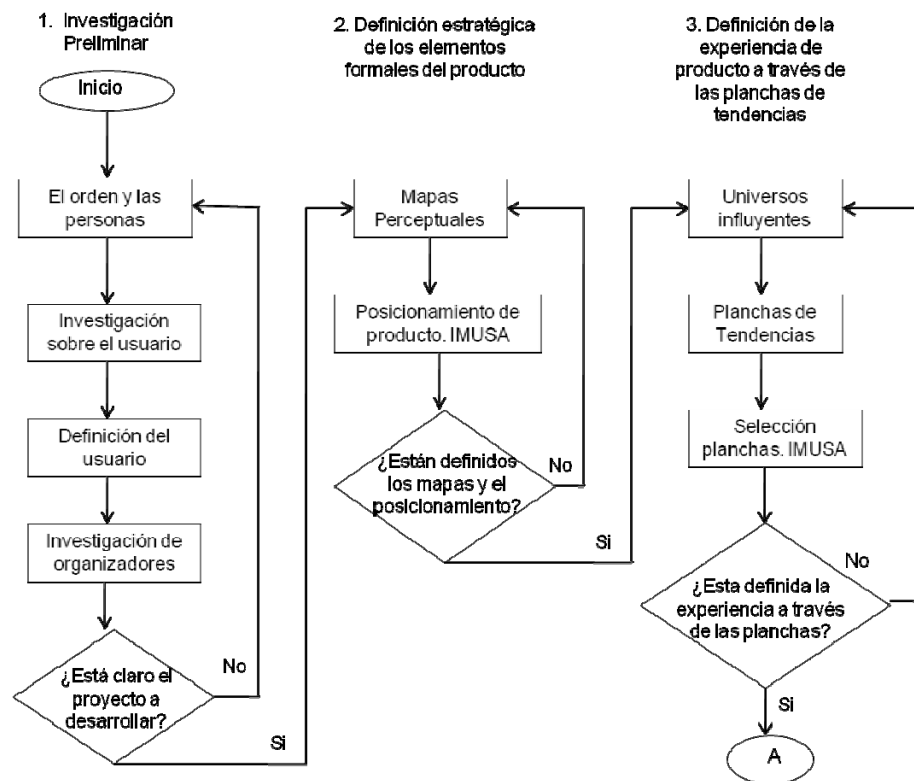 1. Investigación
Preliminar
Inicio
El orden y las
personas
Investigación
sobre el usuario
Definición del
usuario
Investigación de
organizadores
¿Está claro el
proyecto a
desarrollar?
No
Si
2. Definición estratégica
de los elementos
formales del producto
Mapas
Perceptuales
Posicionamiento de
producto. IMUSA
¿Están definidos
los mapas y el
posicionamiento?
No
Si
3. Definición de la
experiencia de
producto a través de
las planchas de
tendencias
Universos
influyentes
Planchas de
Tendencias
Selección
planchas. IMUSA
¿Esta definida la
experiencia a través
de las planchas?
No
Si
A